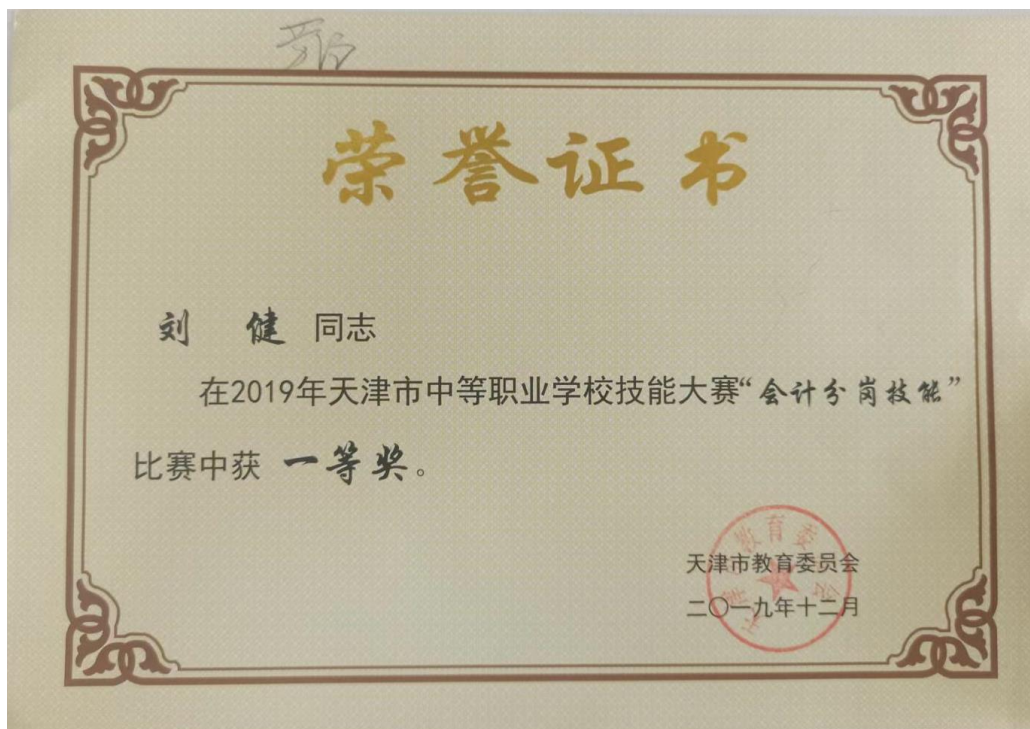 荣誉证书
刘 健 同志
在2019年天津市中等职业学校技能大赛“会计分岗技能”
比赛中获 一等奖。
天津市教育委员会
二〇一九年十二月